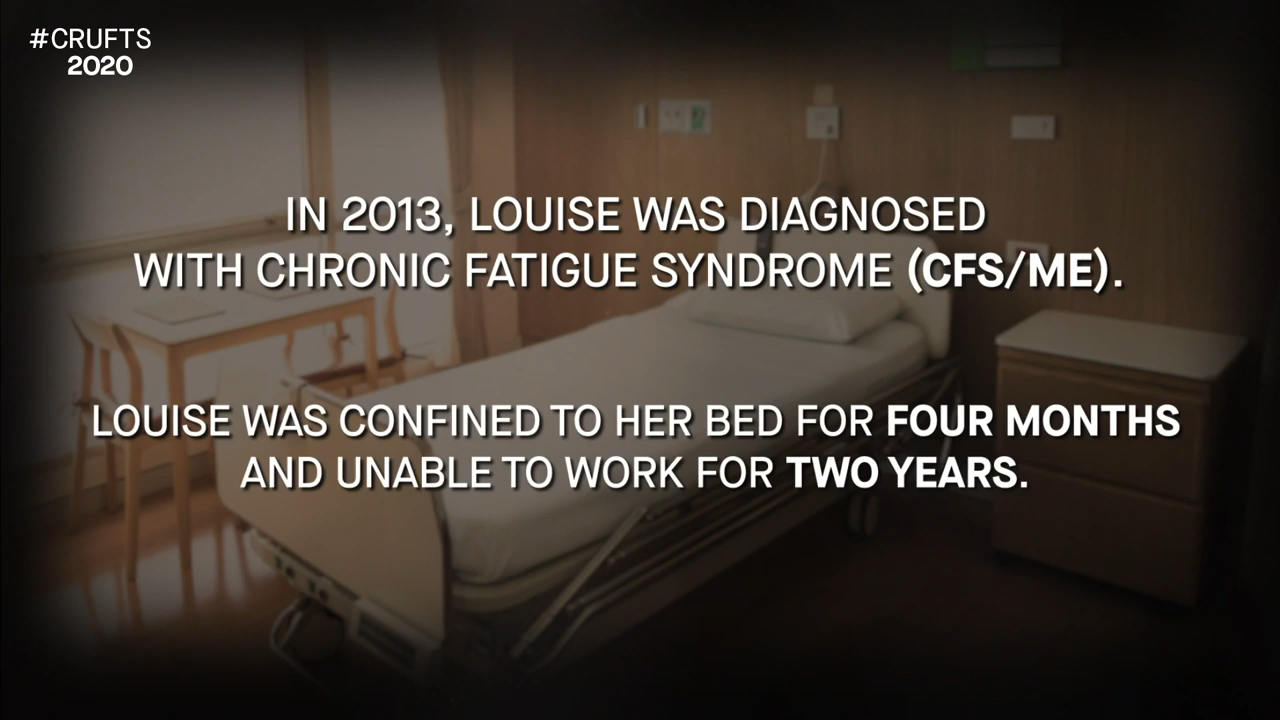 #CRUFTS
2020
IN 2013, LOUISE WAS DIAGNOSED
WITH CHRONIC FATIGUE SYNDROME (CFS/ME).
LOUISE WAS CONFINED TO HER BED FOR FOUR MONTHS
AND UNABLE TO WORK FOR TWO YEARS.